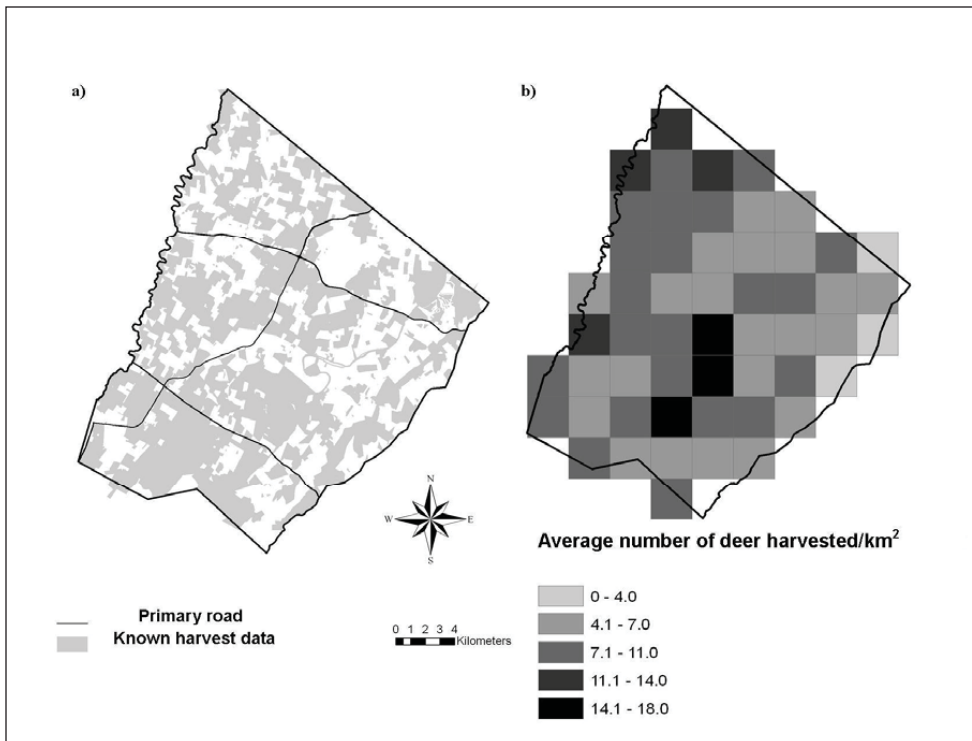 a)
b)
N
W E
S
Primary road
Known harvest data
0 1 2 3 4
Kilometers
Average number of deer harvested/km²
0 - 4.0
4.1 - 7.0
7.1 - 11.0
11.1 - 14.0
14.1 - 18.0